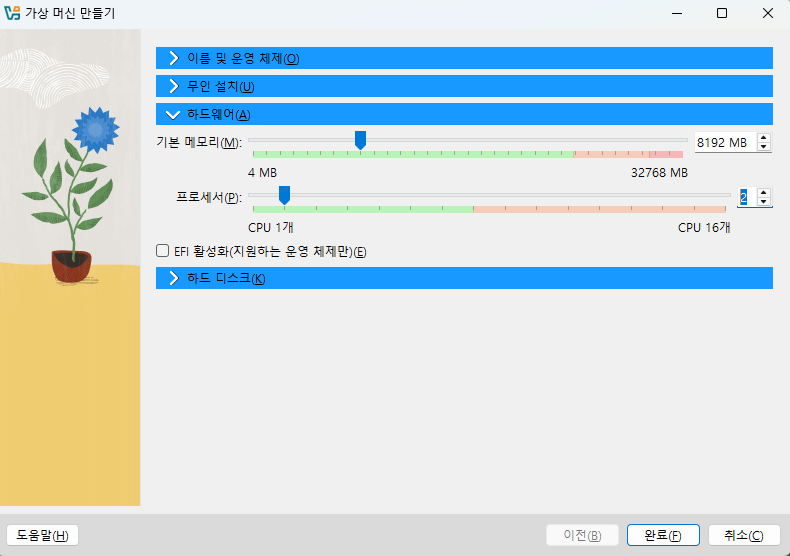 가상 머신 만들기
이름 및 운영 체제(O)
무인 설치(U)
하드웨어(A)
기본 메모리(M): 8192 MB
4 MB 32768 MB
프로세서(P): 2
CPU 1개 CPU 16개
EFI 활성화(지원하는 운영 체제만)(E)
하드 디스크(K)
도움말(H) 이전(B) 완료(F) 취소(C)